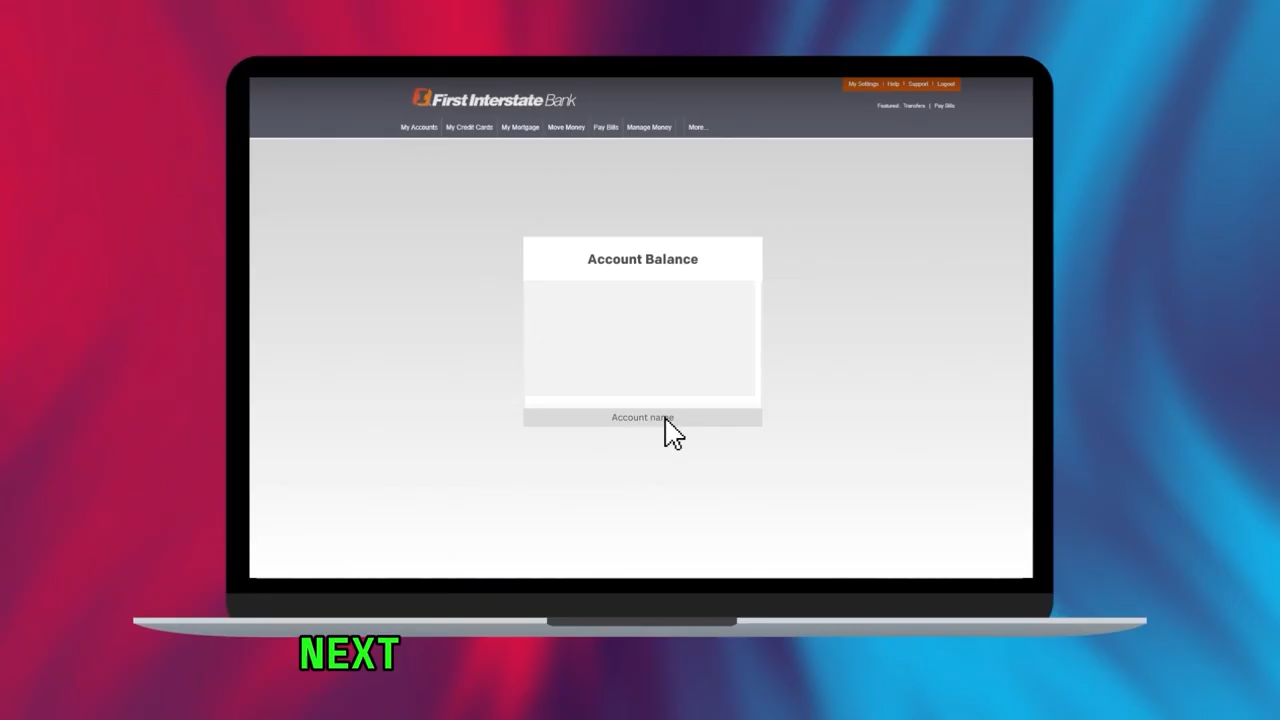 My Settings | Help | Support | Logout
First Interstate Bank
Featured: Transfers | Pay Bills
My Accounts | My Credit Cards | My Mortgage | Move Money | Pay Bills | Manage Money | More...
Account Balance
Account name
NEXT